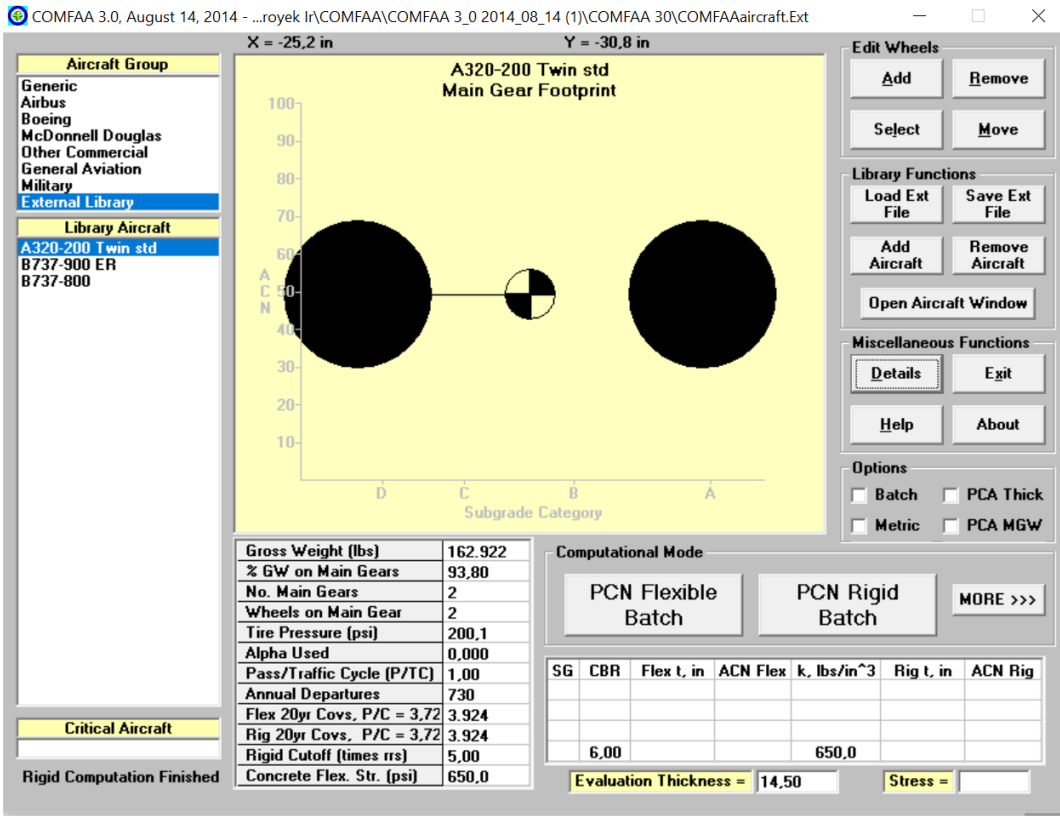 COMFAA 3.0, August 14, 2014 - ...royek Ir\COMFAA\COMFAA 3_0 2014_08_14 (1)\COMFAA 30\COMFAAaircraft.Ext
X = -25,2 in Y = -30,8 in
Aircraft Group
Generic
Airbus
Boeing
McDonnell Douglas
Other Commercial
General Aviation
Military
External Library
Library Aircraft
A320-200 Twin std
B737-900 ER
B737-800
Critical Aircraft
Rigid Computation Finished
A320-200 Twin std
Main Gear Footprint
100
90
80
70
60
50
40
30
20
10
A
C
N
D C B A
Subgrade Category
Gross Weight (lbs) 162.922
% GW on Main Gears 93,80
No. Main Gears 2
Wheels on Main Gear 2
Tire Pressure (psi) 200,1
Alpha Used 0,000
Pass/Traffic Cycle (P/TC) 1,00
Annual Departures 730
Flex 20yr Covs, P/C = 3,72 3.924
Rig 20yr Covs, P/C = 3,72 3.924
Rigid Cutoff (times rrs) 5,00
Concrete Flex. Str. (psi) 650,0
Edit Wheels
Add Remove
Select Move
Library Functions
Load Ext File Save Ext File
Add Aircraft Remove Aircraft
Open Aircraft Window
Miscellaneous Functions
Details Exit
Help About
Options
Batch PCA Thick
Metric PCA MGW
Computational Mode
PCN Flexible Batch PCN Rigid Batch MORE >>>
SG CBR Flex t, in ACN Flex k, lbs/in^3 Rig t, in ACN Rig
6,00 650,0
Evaluation Thickness = 14,50 Stress =